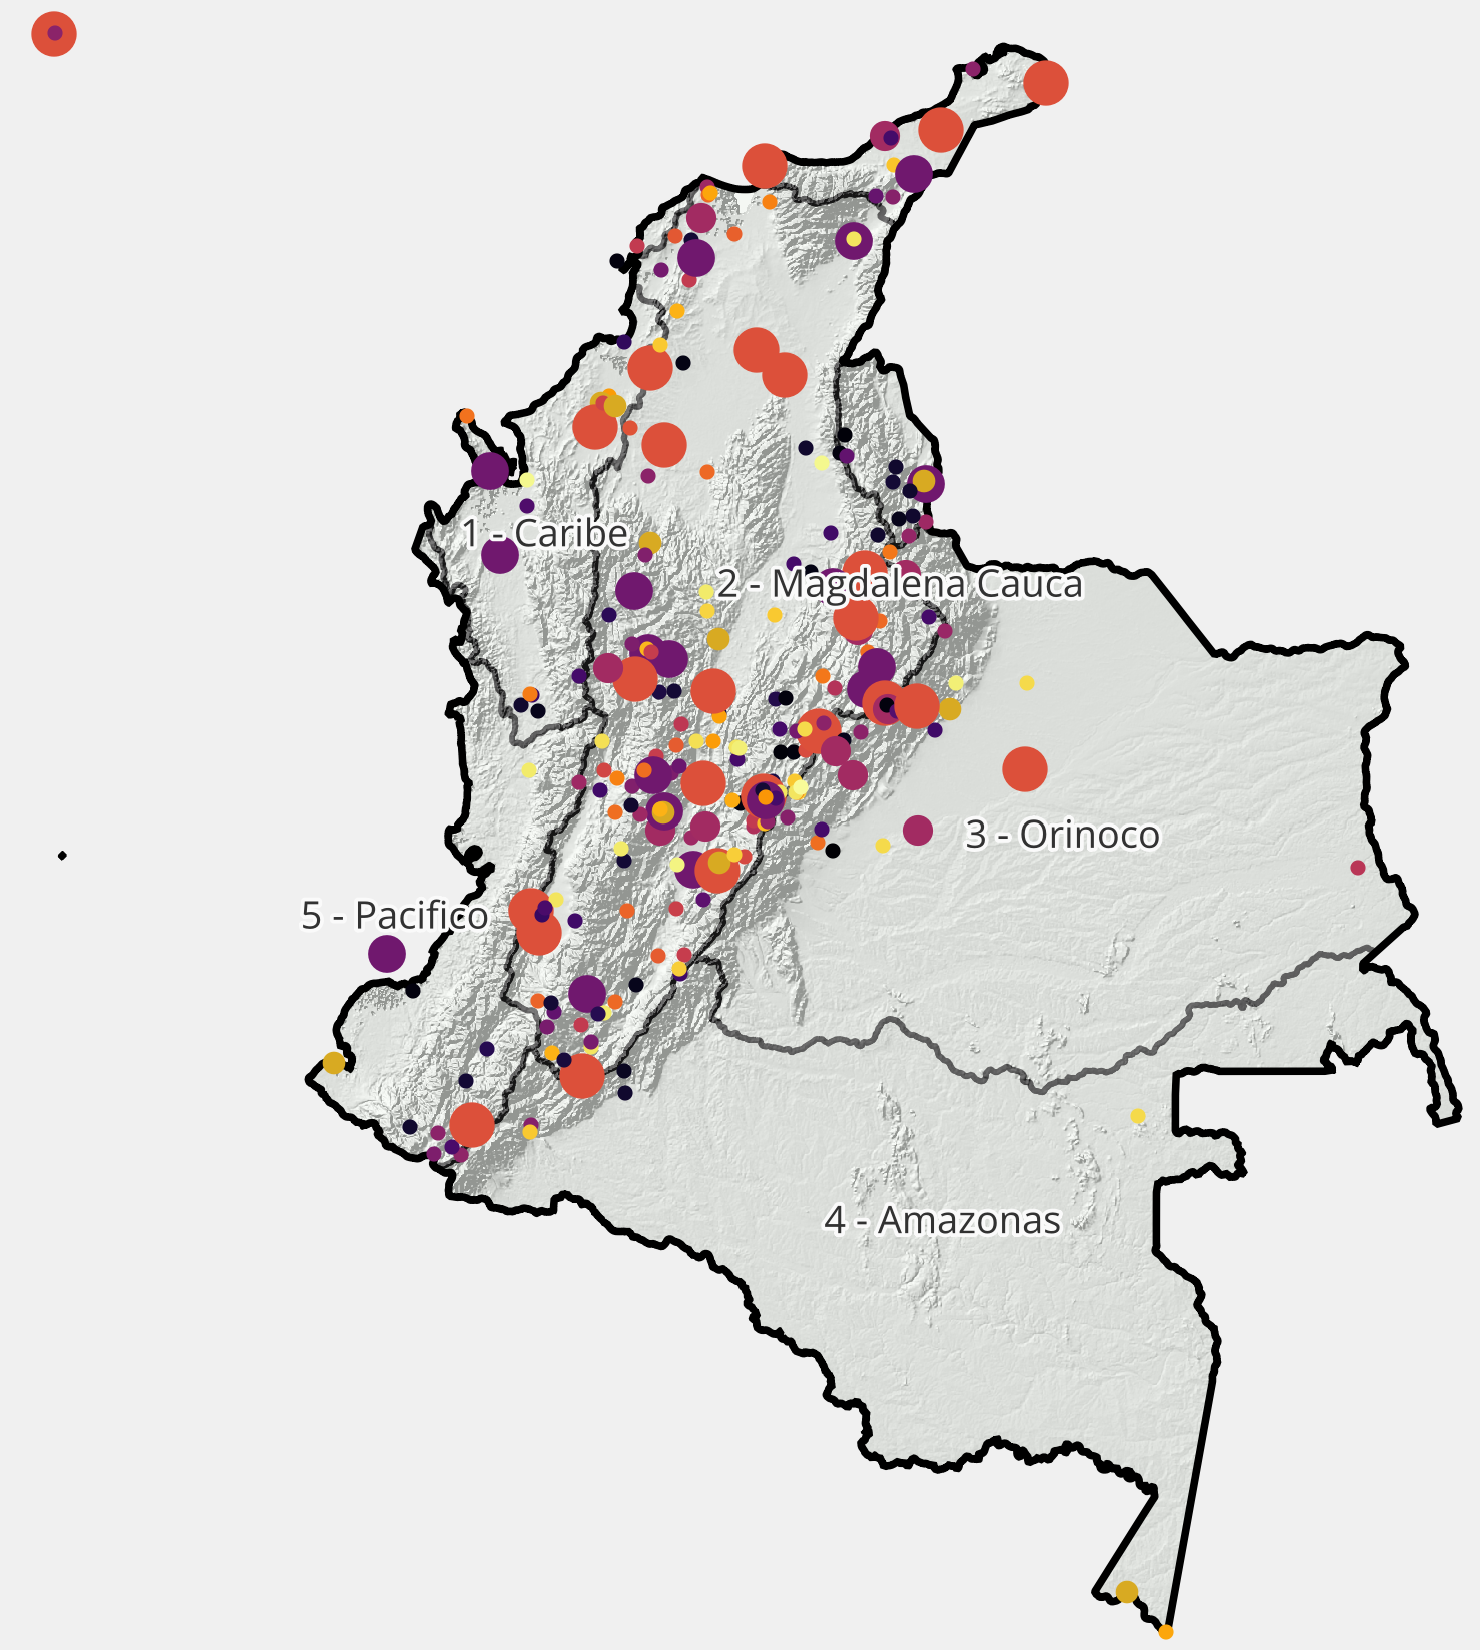 1 - Caribe
2 - Magdalena Cauca
3 - Orinoco
5 - Pacifico
4 - Amazonas